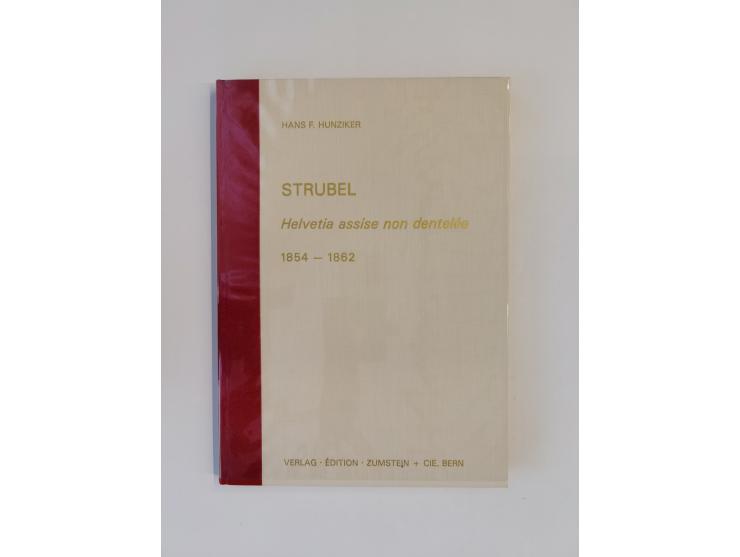 HANS F. HUNZIKER
STRUBEL
Helvetia assise non dentelée
1854 – 1862
VERLAG · ÉDITION · ZUMSTEIN + CIE. BERN